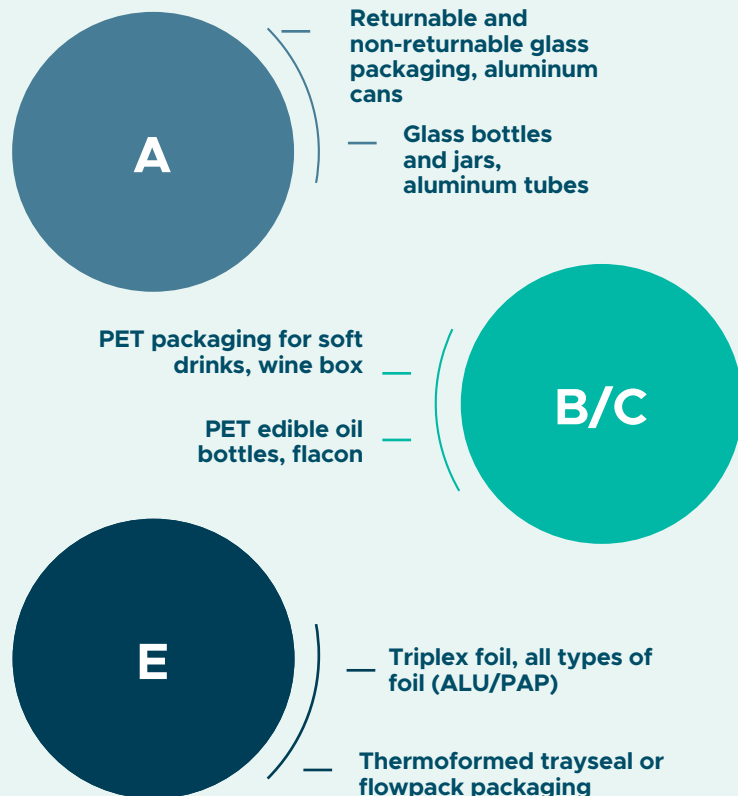 A
Returnable and
non-returnable glass
packaging, aluminum
cans
Glass bottles
and jars,
aluminum tubes
PET packaging for soft
drinks, wine box
PET edible oil
bottles, flacon
B/C
E
Triplex foil, all types of
foil (ALU/PAP)
Thermoformed trayseal or
flowpack packaging